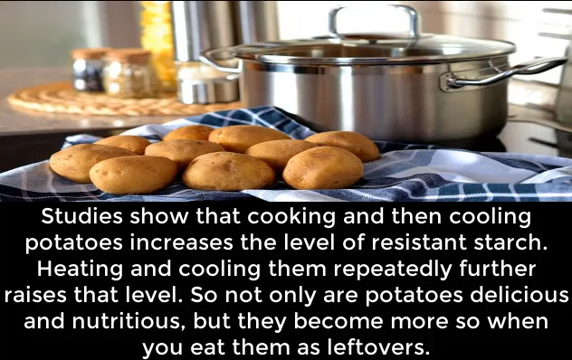 Studies show that cooking and then cooling
potatoes increases the level of resistant starch.
Heating and cooling them repeatedly further
raises that level. So not only are potatoes delicious
and nutritious, but they become more so when
you eat them as leftovers.